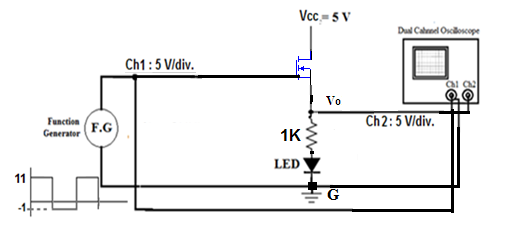 Vcc = 5 V
Dual Cahnnel Oscilloscope
Ch1 : 5 V/div.
Ch1 Ch2
Vo
Ch2: 5 V/div.
Function
Generator
F.G
1K
LED
11
-1
G